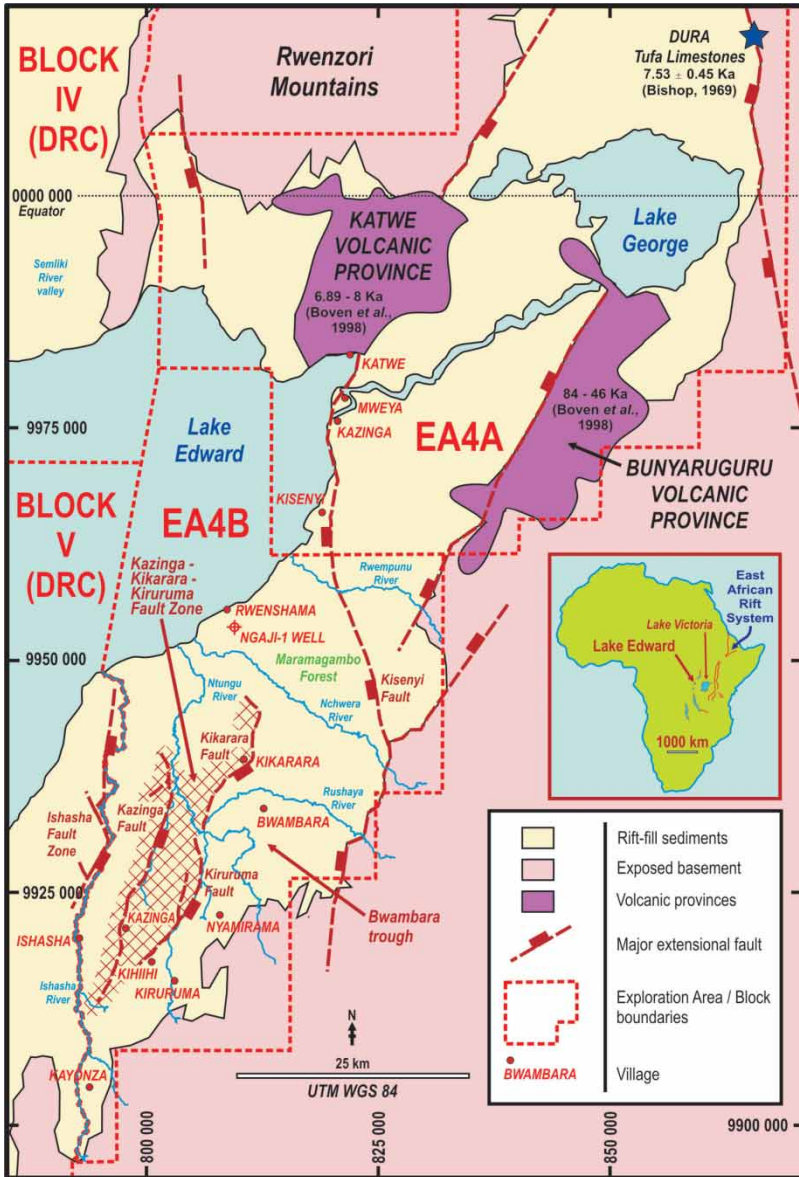 BLOCK
IV
(DRC)
Rwenzori
Mountains
DURA
Tufa Limestones
7.53 ± 0.45 Ka
(Bishop, 1969)
0000 000
Equator
Semliki
River
valley
KATWE
VOLCANIC
PROVINCE
6.89 - 8 Ka
(Boven et al.,
1998)
Lake
George
KATWE
MWEYA
KAZINGA
84 - 46 Ka
(Boven et al.,
1998)
9975 000
Lake
Edward
EA4A
BUNYARUGURU
VOLCANIC
PROVINCE
BLOCK
V
(DRC)
EA4B
KISENYI
Kazinga -
Kikarara -
Kiruruma
Fault Zone
Rwempunu
River
RWENSHAMA
NGAJI-1 WELL
Maramagambo
Forest
9950 000
Kisenyi
Fault
Ntungu
River
Nchwera
River
Kikarara
Fault
KIKARARA
Rushaya
River
BWAMBARA
Ishasha
Fault
Zone
Kazinga
Fault
Kiruruma
Fault
9925 000
Bwambara
trough
KAZINGA
NYAMIRAMA
ISHASHA
KIHIIHI
KIRURUMA
Ishasha
River
KAYONZA
N
25 km
UTM WGS 84
East
African
Rift
System
Lake Victoria
Lake Edward
1000 km
Rift-fill sediments
Exposed basement
Volcanic provinces
Major extensional fault
Exploration Area / Block
boundaries
BWAMBARA
Village
800 000
825 000
850 000
9900 000